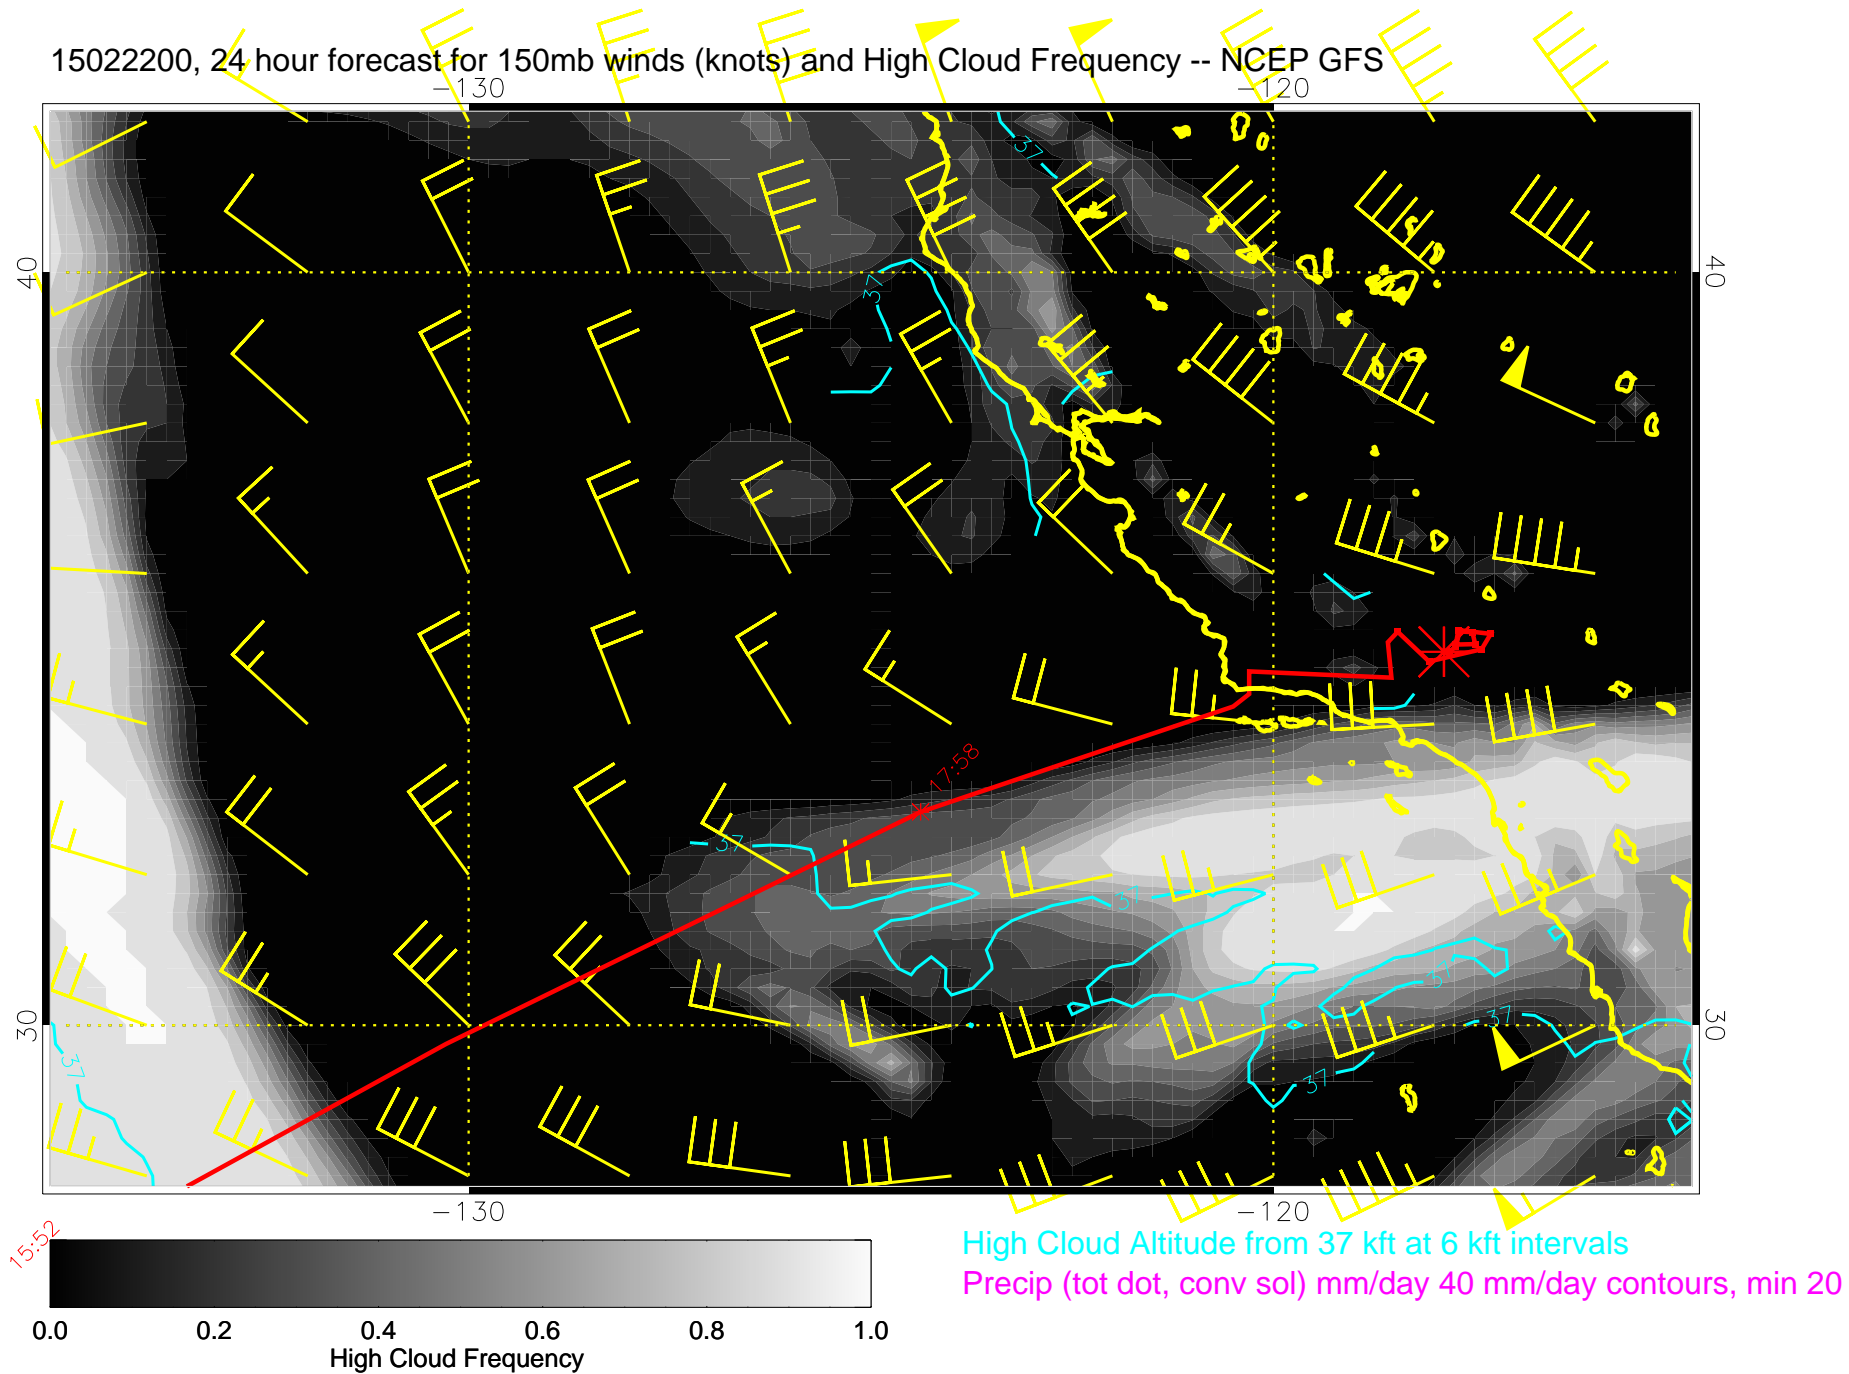 15022200, 24 hour forecast for 150mb winds (knots) and High Cloud Frequency -- NCEP GFS
-130 -120
37
40 40
37
17:58
37
37
37
30 30
37
37
37
-130 -120
15:52
High Cloud Altitude from 37 kft at 6 kft intervals
Precip (tot dot, conv sol) mm/day 40 mm/day contours, min 20
0.0 0.2 0.4 0.6 0.8 1.0
High Cloud Frequency